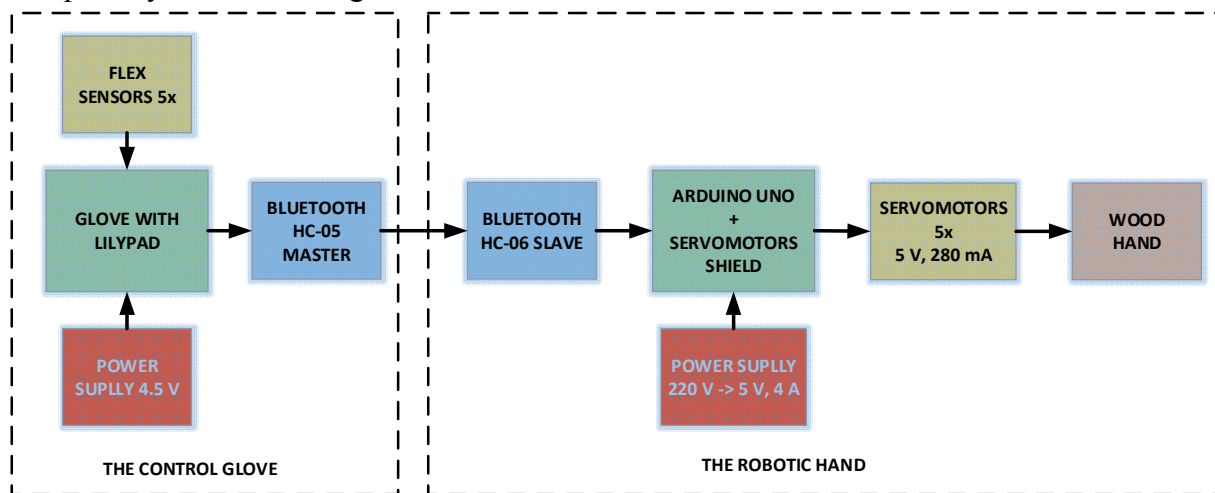 FLEX
SENSORS 5x
GLOVE WITH
LILYPAD
BLUETOOTH
HC-05
MASTER
POWER
SUPLLY 4.5 V
THE CONTROL GLOVE
BLUETOOTH
HC-06 SLAVE
ARDUINO UNO
+
SERVOMOTORS
SHIELD
SERVOMOTORS
5x
5 V, 280 mA
WOOD
HAND
POWER SUPLLY
220 V -> 5 V, 4 A
THE ROBOTIC HAND